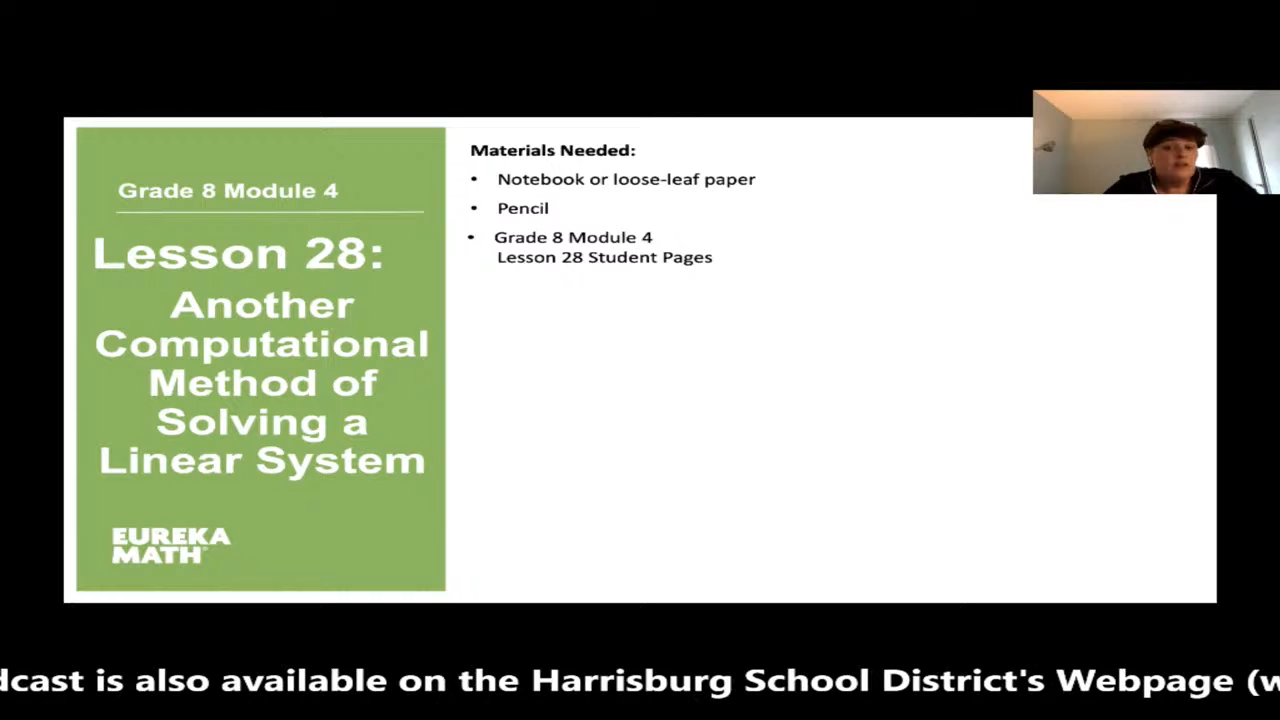 Grade 8 Module 4
Lesson 28:
Another
Computational
Method of
Solving a
Linear System
EUREKA
MATH
Materials Needed:
• Notebook or loose-leaf paper
• Pencil
• Grade 8 Module 4
Lesson 28 Student Pages
is also available on the Harrisburg School District's Webpage